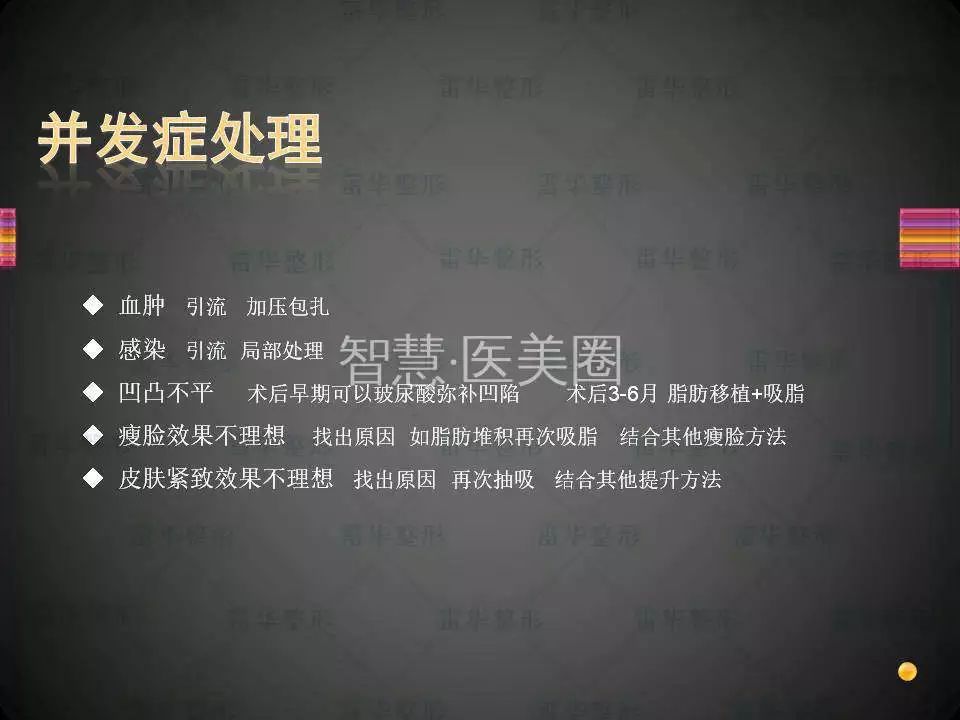 并发症处理
◆ 血肿 引流 加压包扎
◆ 感染 引流 局部处理
智慧·医美圈
◆ 凹凸不平 术后早期可以玻尿酸弥补凹陷 术后3-6月 脂肪移植+吸脂
◆ 瘦脸效果不理想 找出原因 如脂肪堆积再次吸脂 结合其他瘦脸方法
◆ 皮肤紧致效果不理想 找出原因 再次抽吸 结合其他提升方法